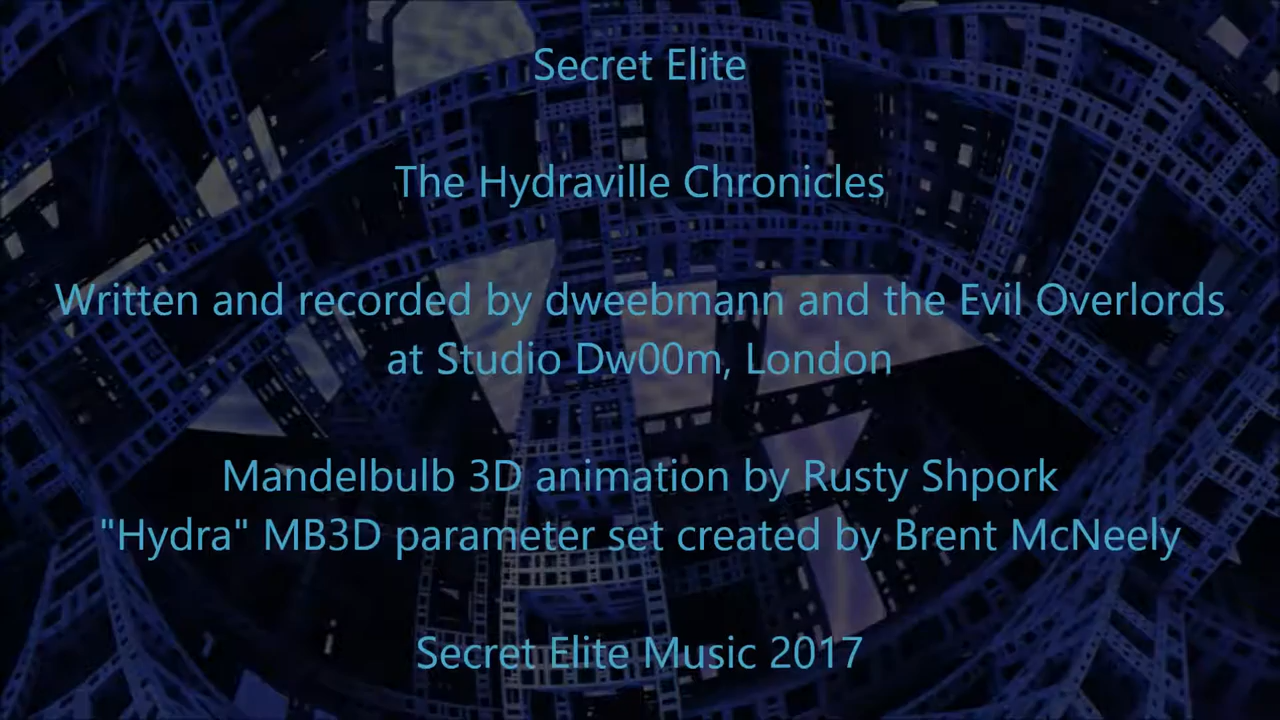 Secret Elite
The Hydraville Chronicles
Written and recorded by dweebmann and the Evil Overlords
at Studio Dw00m, London
Mandelbulb 3D animation by Rusty Shpork
"Hydra" MB3D parameter set created by Brent McNeely
Secret Elite Music 2017